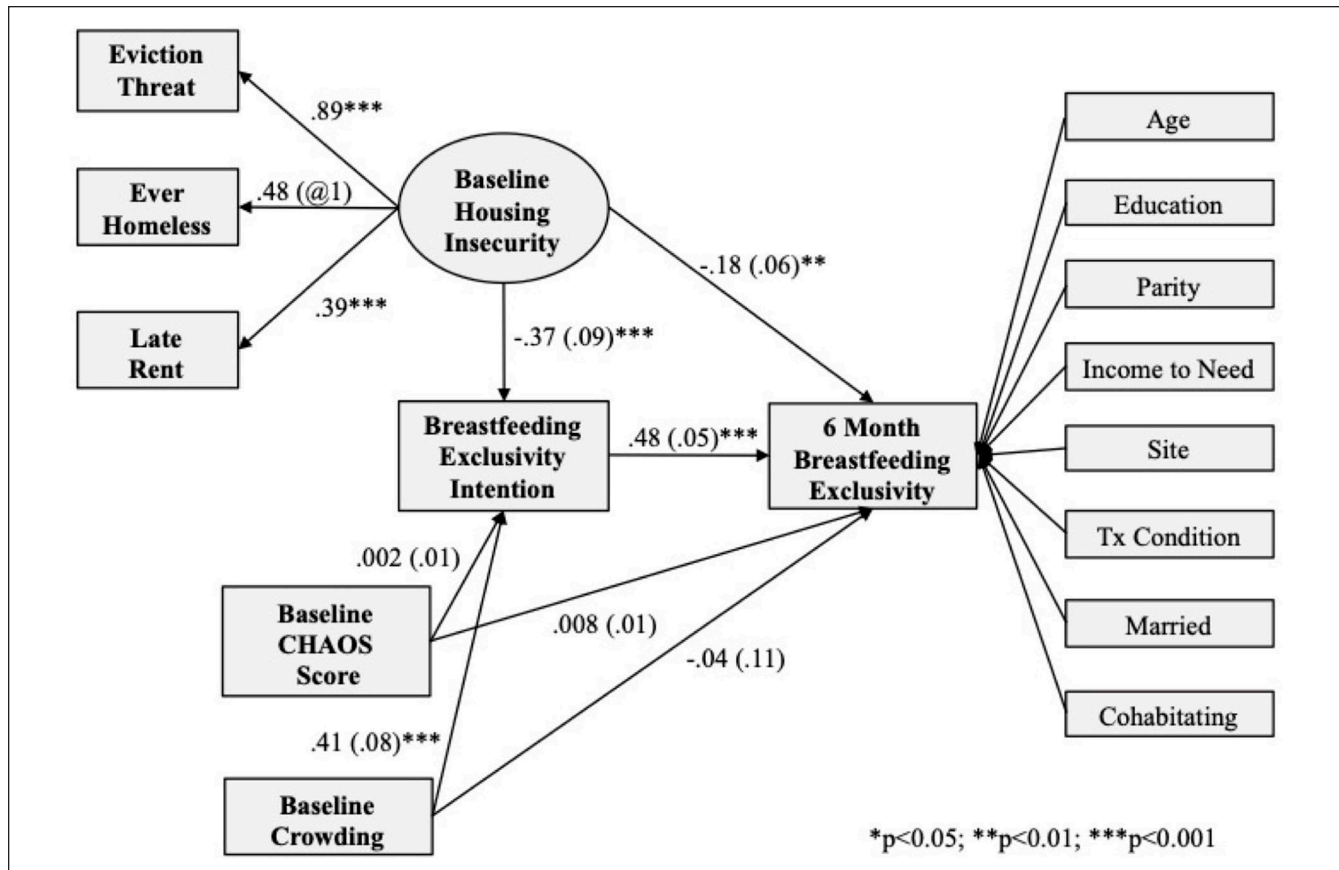 Eviction
Threat
.89***
Ever
Homeless
.48 (@1)
Late
Rent
.39***
Baseline
Housing
Insecurity
-.18 (.06)**
-.37 (.09)***
Breastfeeding
Exclusivity
Intention
.48 (.05)***
6 Month
Breastfeeding
Exclusivity
.002 (.01)
Baseline
CHAOS
Score
.008 (.01)
-.04 (.11)
.41 (.08)***
Baseline
Crowding
Age
Education
Parity
Income to Need
Site
Tx Condition
Married
Cohabitating
*p<0.05; **p<0.01; ***p<0.001